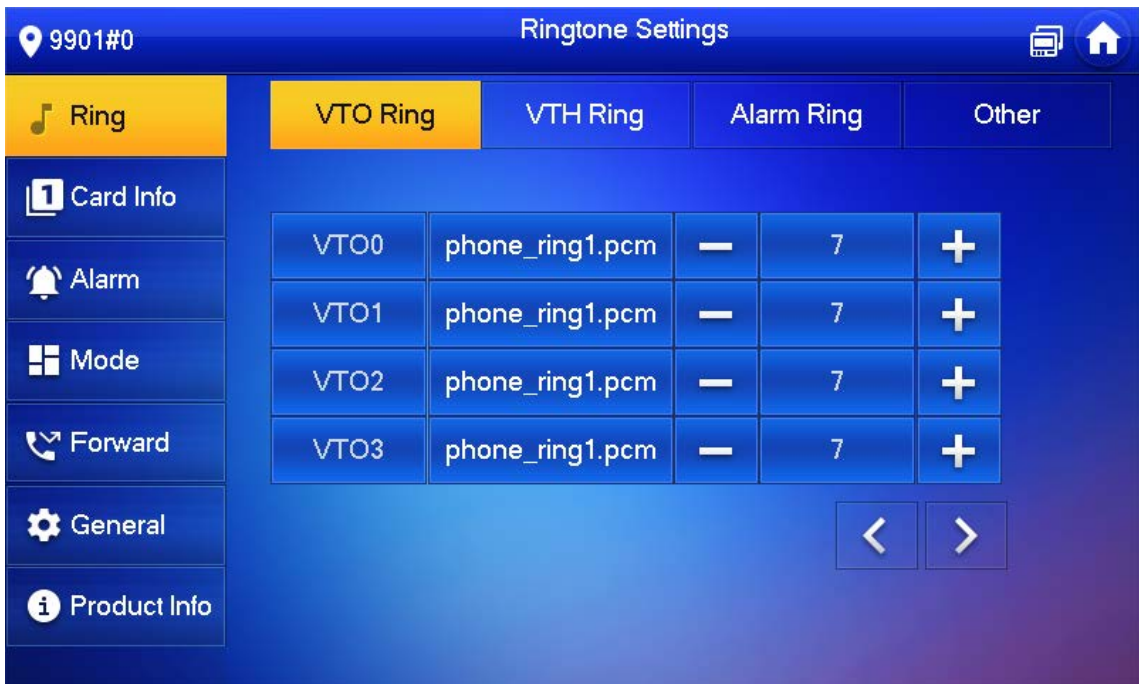 9901#0
Ringtone Settings
Ring
VTO Ring
VTH Ring
Alarm Ring
Other
1 Card Info
Alarm
Mode
Forward
General
i Product Info
VTO0 phone_ring1.pcm − 7 +
VTO1 phone_ring1.pcm − 7 +
VTO2 phone_ring1.pcm − 7 +
VTO3 phone_ring1.pcm − 7 +
< >